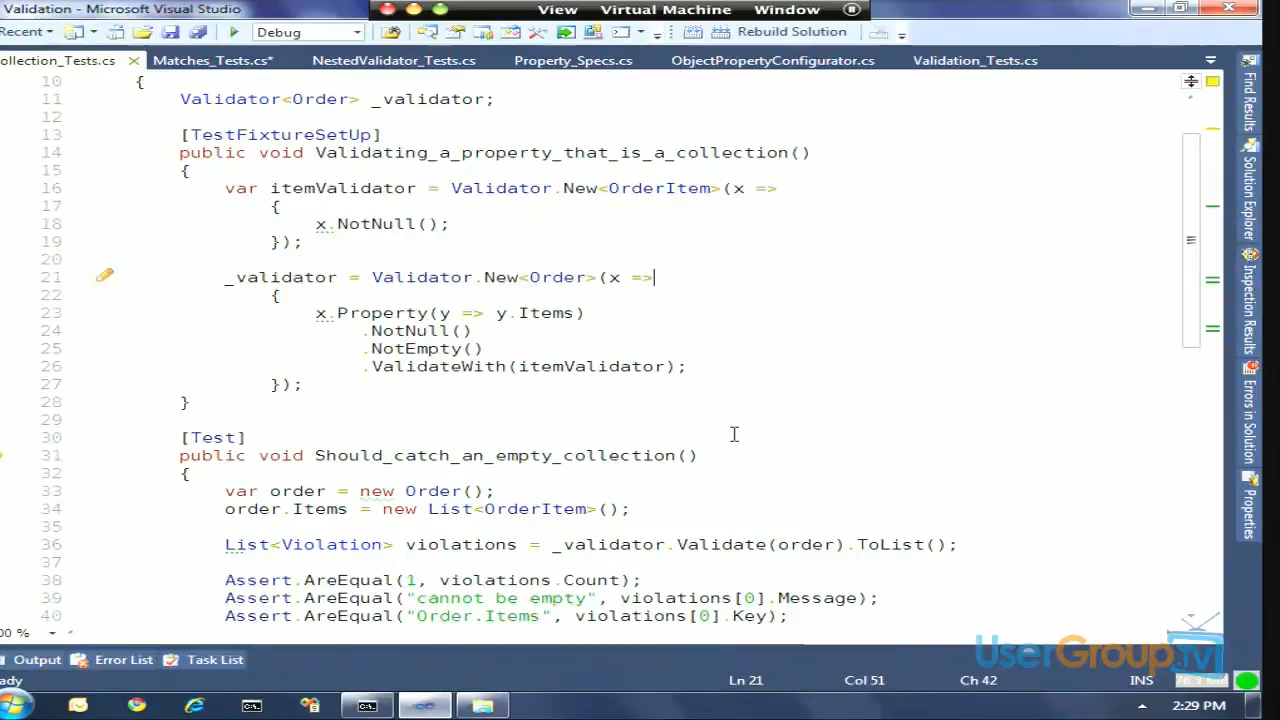 Validation - Microsoft Visual Studio
View Virtual Machine Window
Recent Debug Rebuild Solution
ollection_Tests.cs Matches_Tests.cs* NestedValidator_Tests.cs Property_Specs.cs ObjectPropertyConfigurator.cs Validation_Tests.cs
10 {
11 Validator<Order> _validator;
12
13 [TestFixtureSetUp]
14 public void Validating_a_property_that_is_a_collection()
15 {
16 var itemValidator = Validator.New<OrderItem>(x =>
17 {
18 x.NotNull();
19 });
20
21 _validator = Validator.New<Order>(x =>
22 {
23 x.Property(y => y.Items)
24 .NotNull()
25 .NotEmpty()
26 .ValidateWith(itemValidator);
27 });
28 }
29
30 [Test]
31 public void Should_catch_an_empty_collection()
32 {
33 var order = new Order();
34 order.Items = new List<OrderItem>();
35
36 List<Violation> violations = _validator.Validate(order).ToList();
37
38 Assert.AreEqual(1, violations.Count);
39 Assert.AreEqual("cannot be empty", violations[0].Message);
40 Assert.AreEqual("Order.Items", violations[0].Key);
00 %
Find Results
Solution Explorer
Inspection Results
Errors in Solution
Properties
UserGroup.tv
Output Error List Task List
ady Ln 21 Col 51 Ch 42 INS
2:29 PM